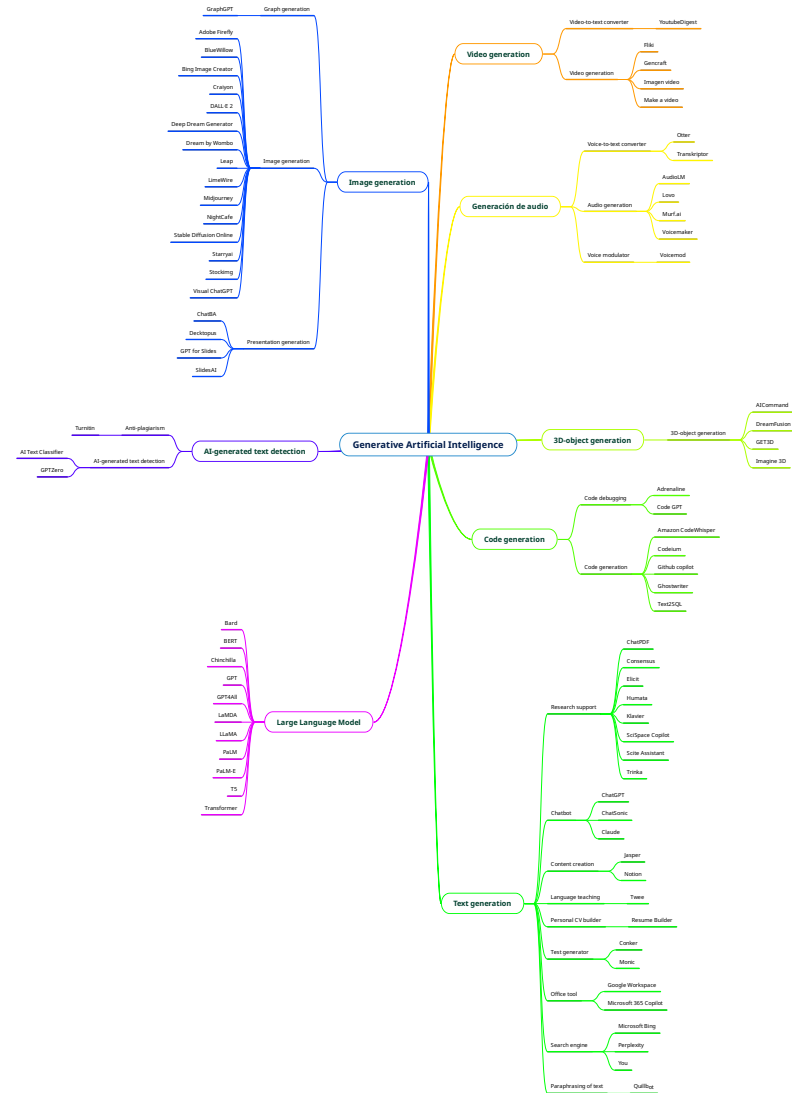 Generative Artificial Intelligence
Image generation
Graph generation
GraphGPT
Image generation
Adobe Firefly
BlueWillow
Bing Image Creator
Craiyon
DALL·E 2
Deep Dream Generator
Dream by Wombo
Leap
LimeWire
Midjourney
NightCafe
Stable Diffusion Online
Starryai
Stockimg
Visual ChatGPT
Presentation generation
ChatBA
Decktopus
GPT for Slides
SlidesAI
AI-generated text detection
Anti-plagiarism
Turnitin
AI-generated text detection
AI Text Classifier
GPTZero
Large Language Model
Bard
BERT
Chinchilla
GPT
GPT4All
LaMDA
LLaMA
PaLM
PaLM-E
T5
Transformer
Video generation
Video-to-text converter
YoutubeDigest
Video generation
Fliki
Gencraft
Imagen video
Make a video
Generación de audio
Voice-to-text converter
Otter
Transkriptor
Audio generation
AudioLM
Lovo
Murf.ai
Voicemaker
Voice modulator
Voicemod
3D-object generation
3D-object generation
AICommand
DreamFusion
GET3D
Imagine 3D
Code generation
Code debugging
Adrenaline
Code GPT
Code generation
Amazon CodeWhisper
Codeium
Github copilot
Ghostwriter
Text2SQL
Text generation
Research support
ChatPDF
Consensus
Elicit
Humata
Klavier
SciSpace Copilot
Scite Assistant
Trinka
Chatbot
ChatGPT
ChatSonic
Claude
Content creation
Jasper
Notion
Language teaching
Twee
Personal CV builder
Resume Builder
Test generator
Conker
Monic
Office tool
Google Workspace
Microsoft 365 Copilot
Search engine
Microsoft Bing
Perplexity
You
Paraphrasing of text
Quillbot